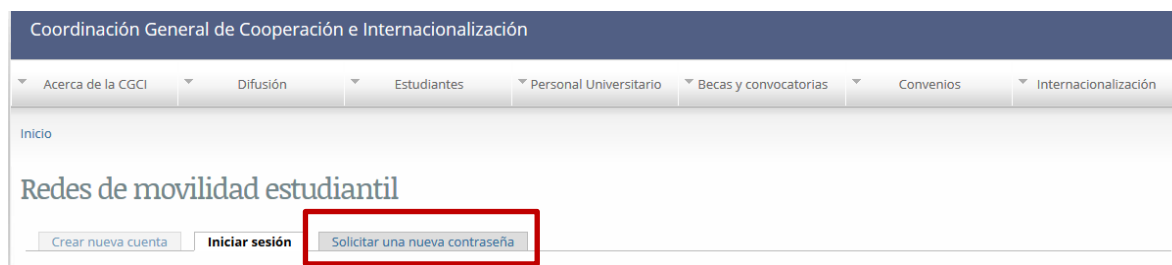 Coordinación General de Cooperación e Internacionalización
Acerca de la CGCI Difusión Estudiantes Personal Universitario Becas y convocatorias Convenios Internacionalización
Inicio
Redes de movilidad estudiantil
Crear nueva cuenta Iniciar sesión Solicitar una nueva contraseña